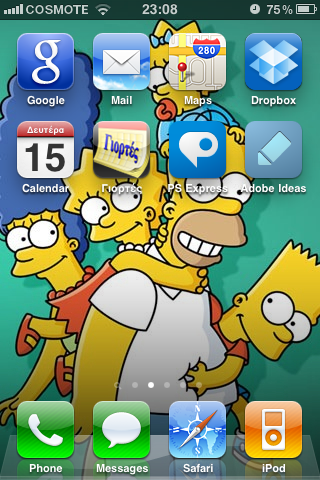 COSMOTE 23:08 75%
280
Google Mail Maps Dropbox
Δευτέρα
15
Γιορτές
Calendar Γιορτές PS Express Adobe Ideas
Phone Messages Safari iPod